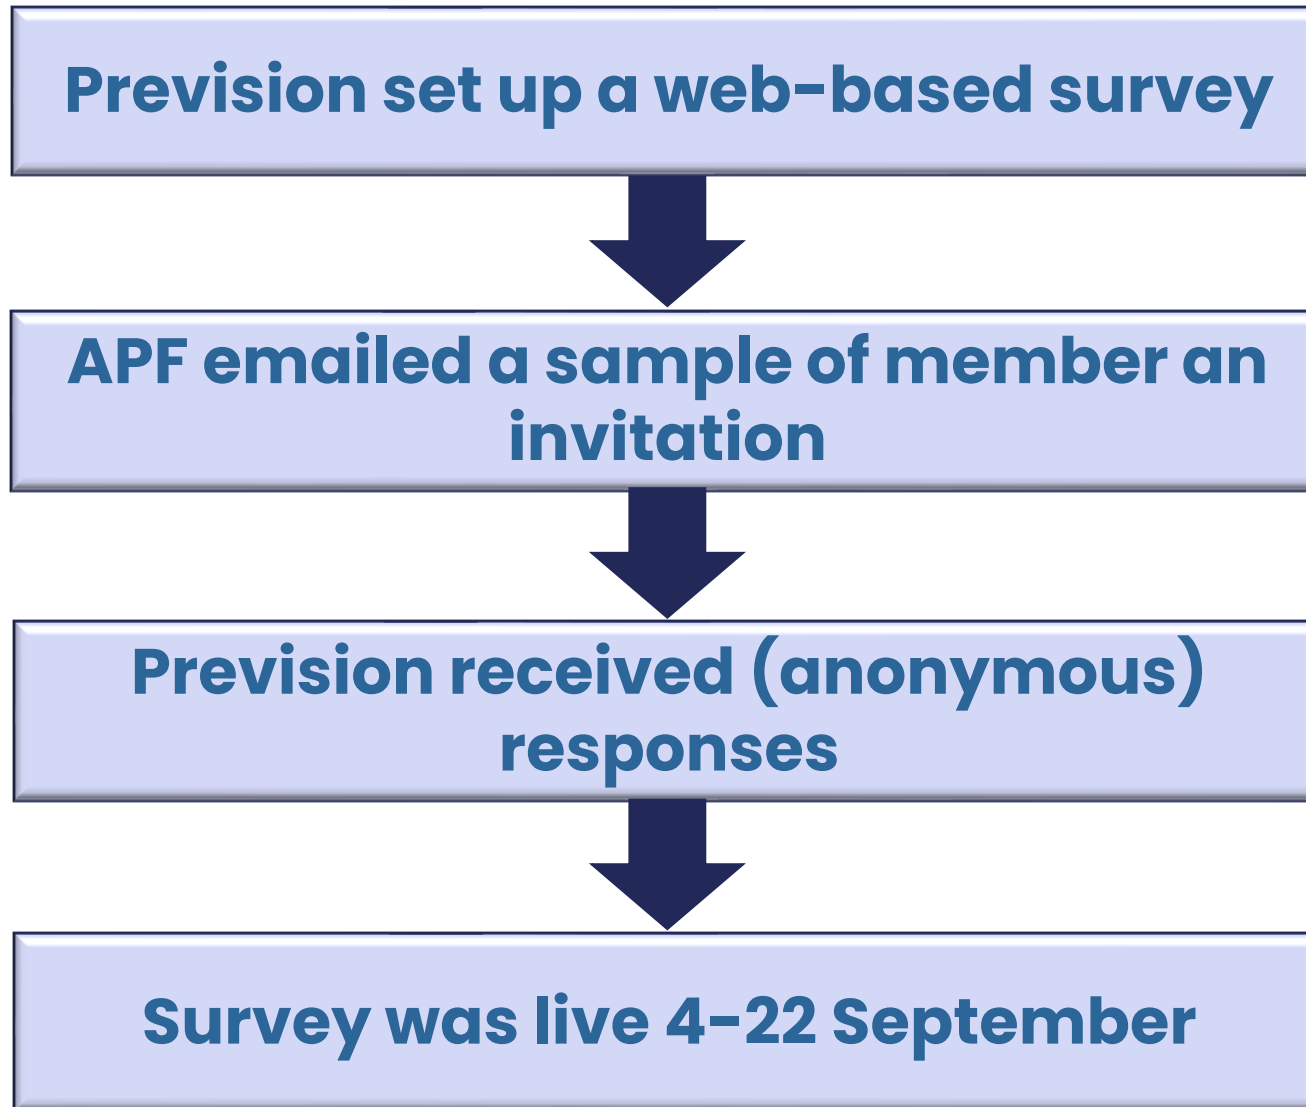 Prevision set up a web-based survey
APF emailed a sample of member an
invitation
Prevision received (anonymous)
responses
Survey was live 4-22 September